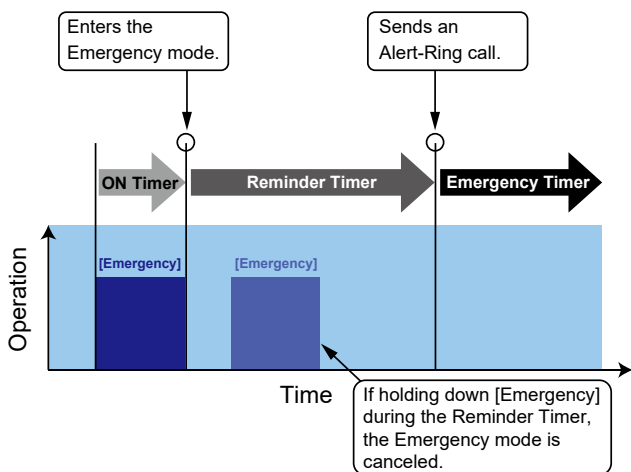 Enters the
Emergency mode.
Sends an
Alert-Ring call.
ON Timer
Reminder Timer
Emergency Timer
[Emergency]
[Emergency]
Operation
Time
If holding down [Emergency]
during the Reminder Timer,
the Emergency mode is
canceled.